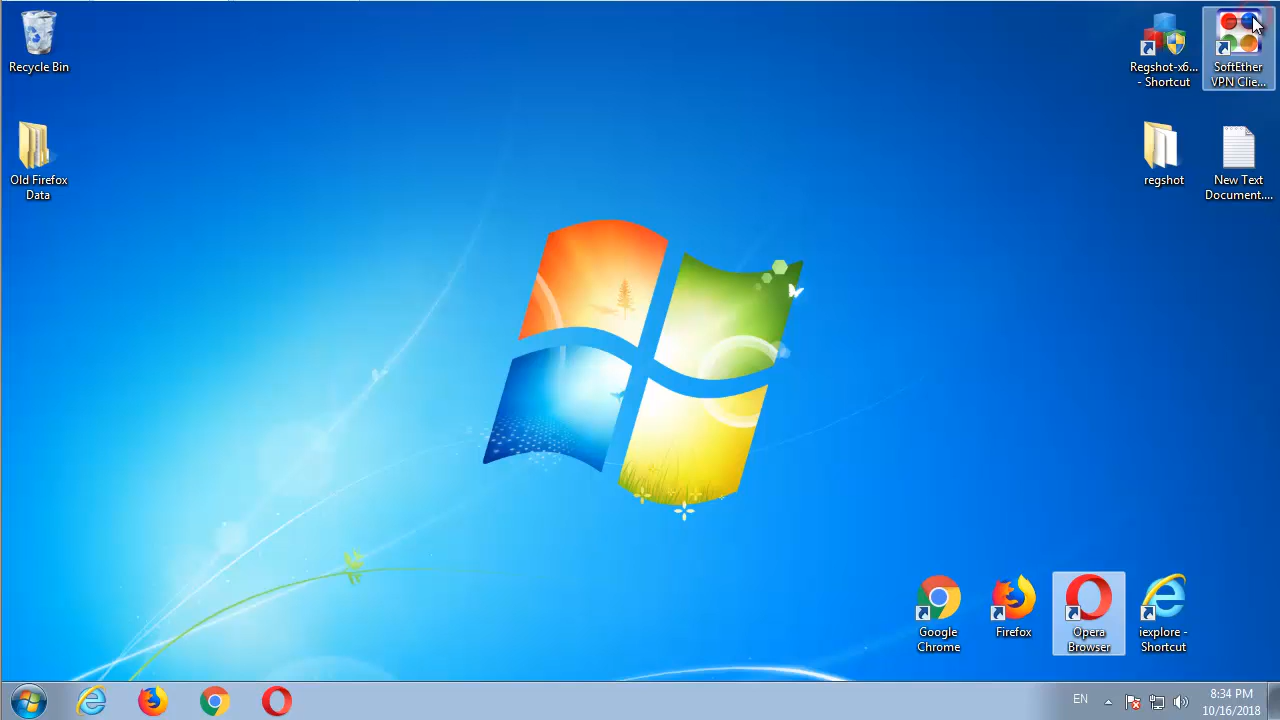 Recycle Bin
Regshot-x6...
- Shortcut
SoftEther
VPN Clie...
Old Firefox
Data
regshot
New Text
Document....
Google
Chrome
Firefox
Opera
Browser
iexplore -
Shortcut
EN
8:34 PM
10/16/2018